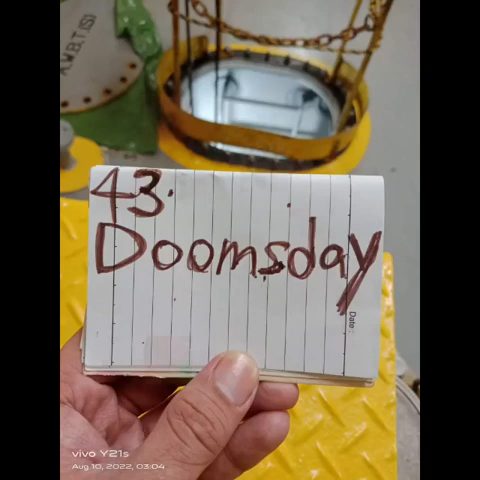 A.W.B.T.(S)
43.
Doomsday
Date:
vivo Y21s
Aug 10, 2022, 03:04